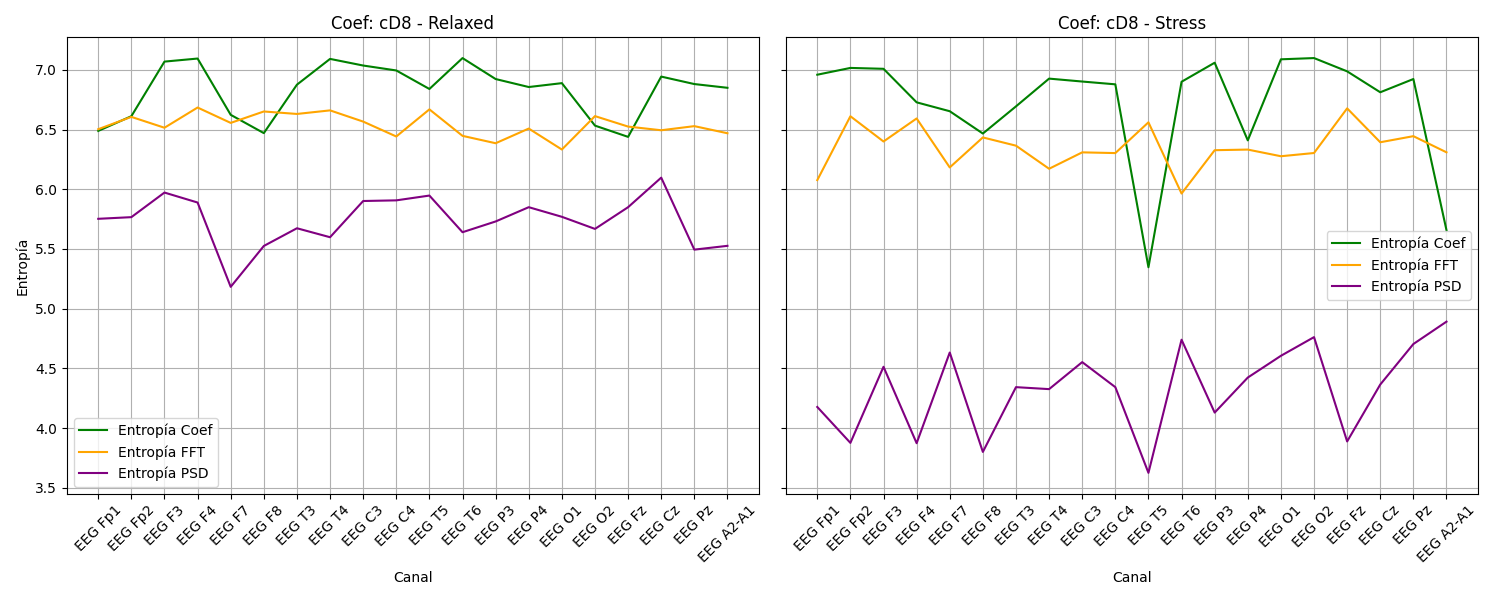 Coef: cD8 - Relaxed
Entropía
7.0
6.5
6.0
5.5
5.0
4.5
4.0
3.5
Entropía Coef
Entropía FFT
Entropía PSD
EEG Fp1
EEG Fp2
EEG F3
EEG F4
EEG F7
EEG F8
EEG T3
EEG T4
EEG C3
EEG C4
EEG T5
EEG T6
EEG P3
EEG P4
EEG O1
EEG O2
EEG Fz
EEG Cz
EEG Pz
EEG A2-A1
Canal
Coef: cD8 - Stress
Entropía Coef
Entropía FFT
Entropía PSD
EEG Fp1
EEG Fp2
EEG F3
EEG F4
EEG F7
EEG F8
EEG T3
EEG T4
EEG C3
EEG C4
EEG T5
EEG T6
EEG P3
EEG P4
EEG O1
EEG O2
EEG Fz
EEG Cz
EEG Pz
EEG A2-A1
Canal